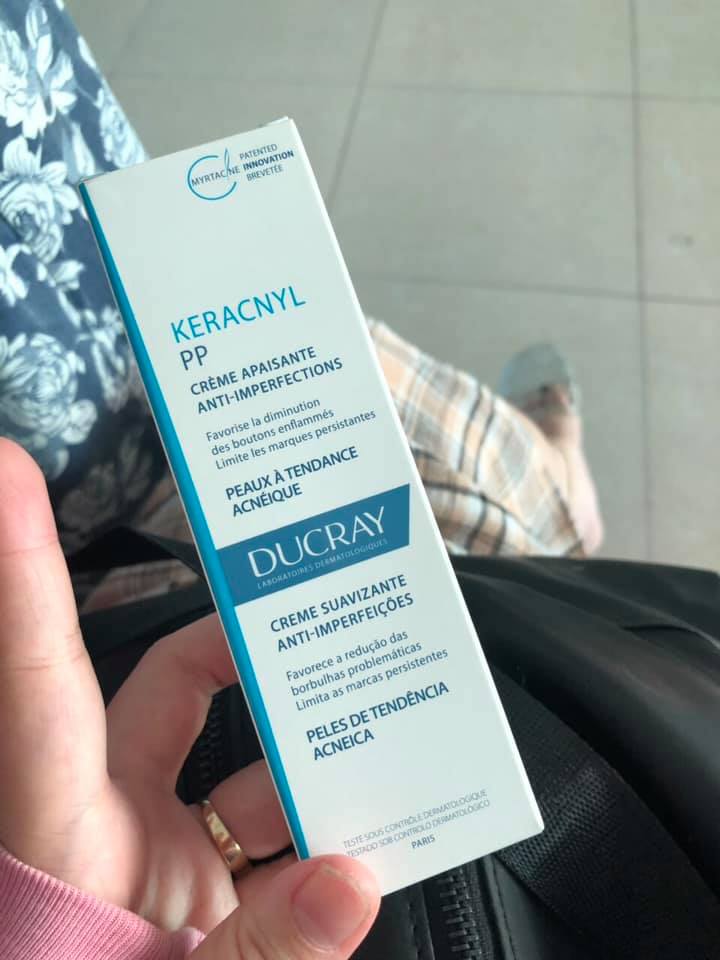 MYRTACINE
PATENTED
INNOVATION
BREVETÉE
KERACNYL
PP
CRÈME APAISANTE
ANTI-IMPERFECTIONS
Favorise la diminution
des boutons enflammés
Limite les marques persistantes
PEAUX À TENDANCE
ACNÉIQUE
DUCRAY
LABORATOIRES DERMATOLOGIQUES
CREME SUAVIZANTE
ANTI-IMPERFEIÇÕES
Favorece a redução das
borbulhas problemáticas
Limita as marcas persistentes
PELES DE TENDÊNCIA
ACNEICA
TESTÉ SOUS CONTRÔLE DERMATOLOGIQUE
TESTADO SOB CONTROLO DERMATOLÓGICO
PARIS